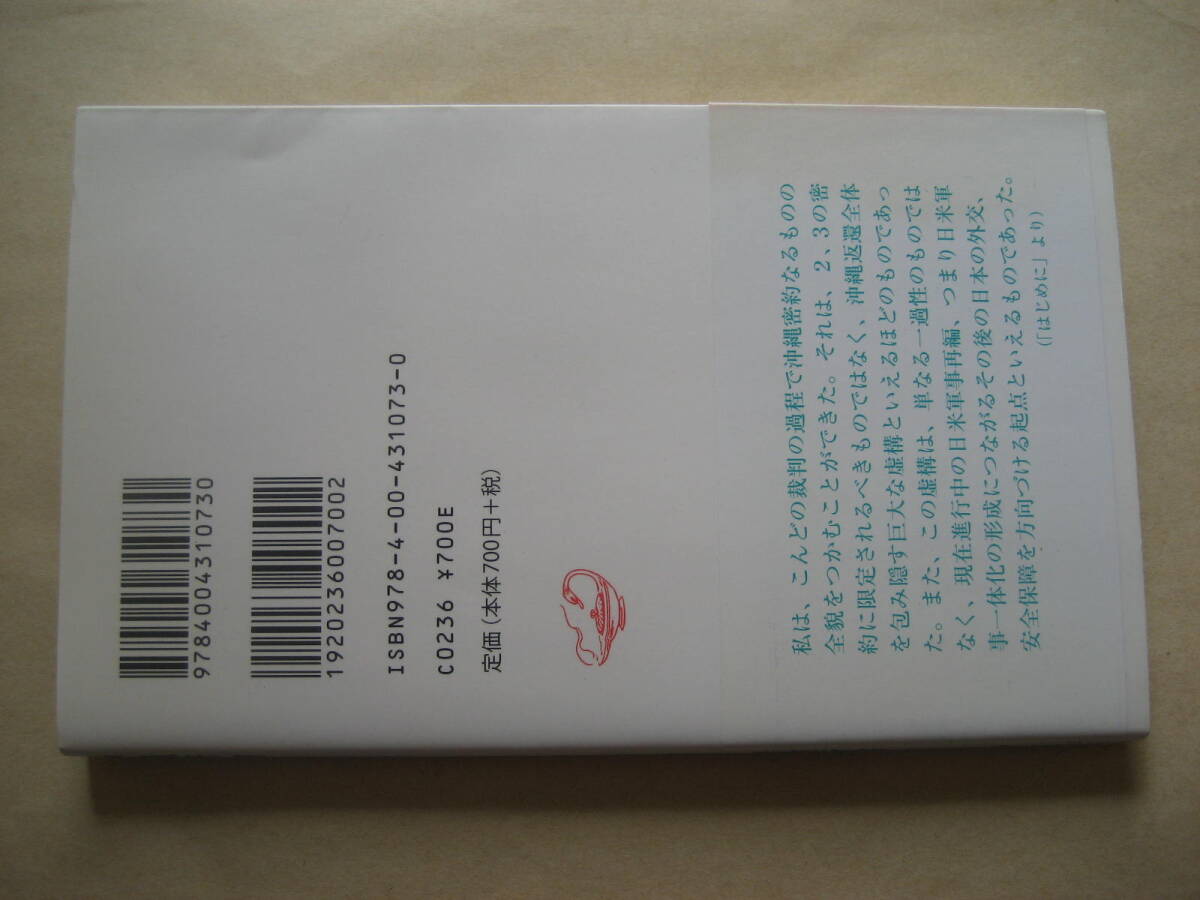 9784004310730
1920236007002
ISBN978-4-00-431073-0
C0236 ¥700E
定価(本体700円+税)
私は、こんどの裁判の過程で沖縄密約なるものの
全貌をつかむことができた。それは、2、3の密
約に限定されるべきものではなく、沖縄返還全体
を包み隠す巨大な虚構といえるほどのものであっ
た。また、この虚構は、単なる一過性のものでは
なく、現在進行中の日米軍事再編、つまり日米軍
事一体化の形成につながるその後の日本の外交、
安全保障を方向づける起点といえるものであった。
(「はじめに」より)